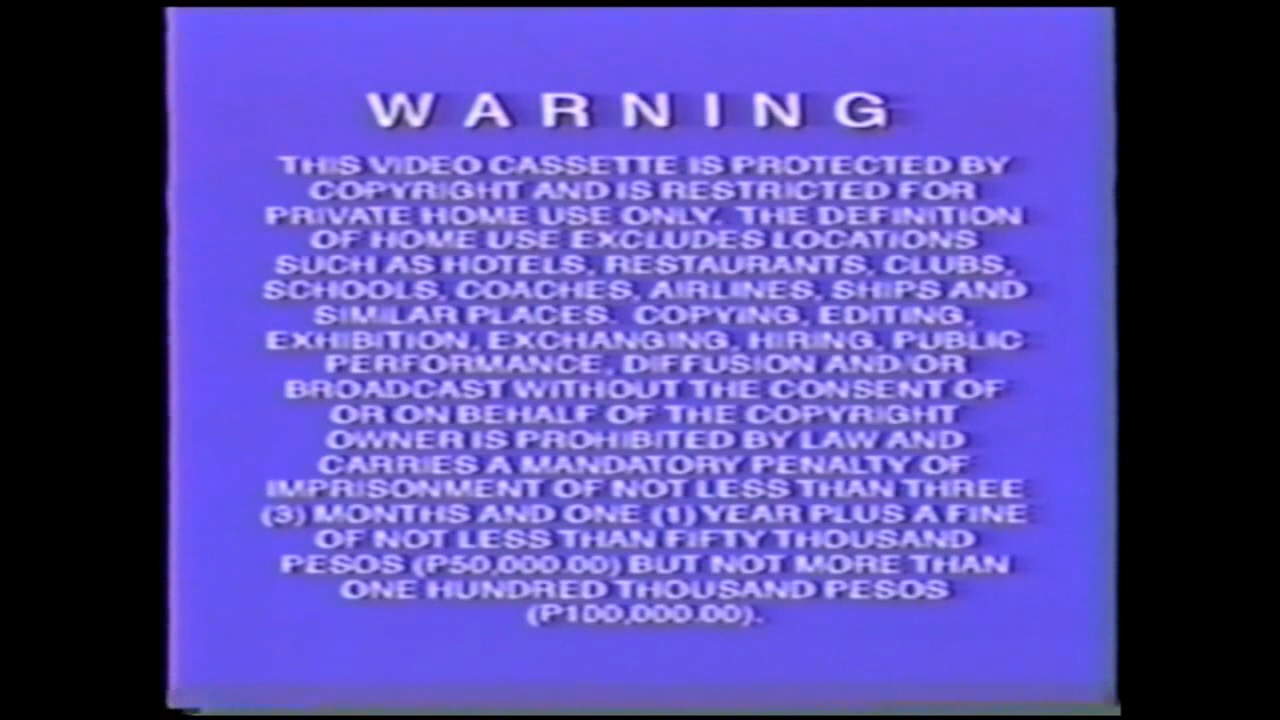 WARNING
THIS VIDEO CASSETTE IS PROTECTED BY
COPYRIGHT AND IS RESTRICTED FOR
PRIVATE HOME USE ONLY. THE DEFINITION
OF HOME USE EXCLUDES LOCATIONS
SUCH AS HOTELS, RESTAURANTS, CLUBS,
SCHOOLS, COACHES, AIRLINES, SHIPS AND
SIMILAR PLACES. COPYING, EDITING,
EXHIBITION, EXCHANGING, HIRING, PUBLIC
PERFORMANCE, DIFFUSION AND/OR
BROADCAST WITHOUT THE CONSENT OF
OR ON BEHALF OF THE COPYRIGHT
OWNER IS PROHIBITED BY LAW AND
CARRIES A MANDATORY PENALTY OF
IMPRISONMENT OF NOT LESS THAN THREE
(3) MONTHS AND ONE (1) YEAR PLUS A FINE
OF NOT LESS THAN FIFTY THOUSAND
PESOS (P50,000.00) BUT NOT MORE THAN
ONE HUNDRED THOUSAND PESOS
(P100,000.00).